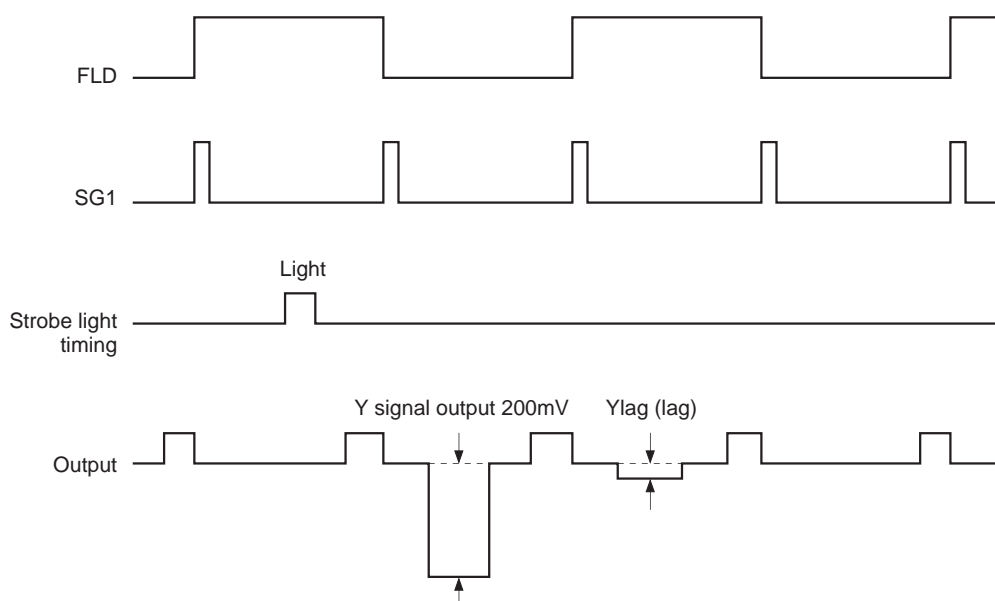 FLD
SG1
Light
Strobe light
timing
Y signal output 200mV
Ylag (lag)
Output